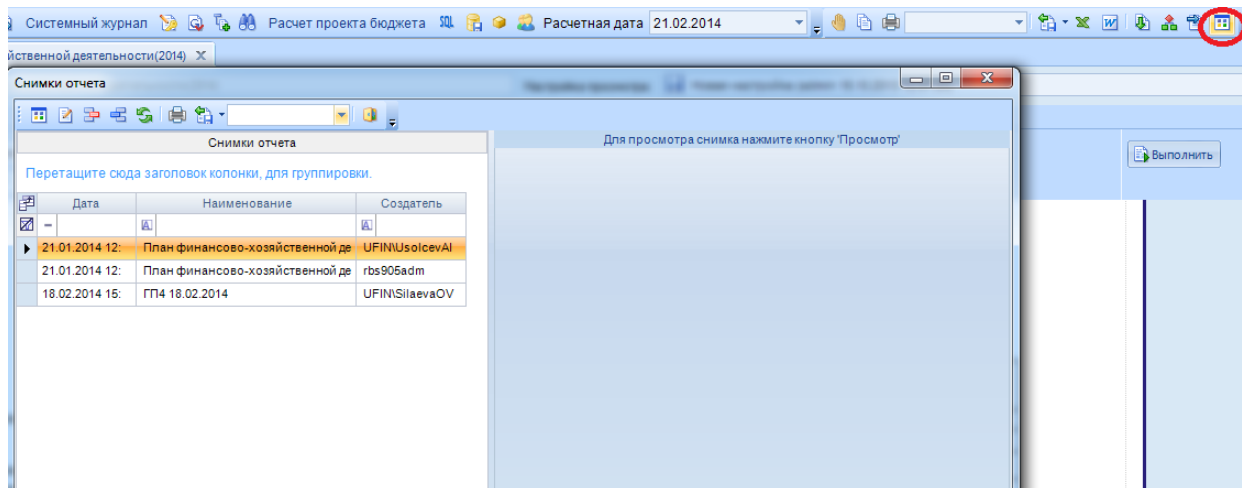 Системный журнал Расчет проекта бюджета SQL Расчетная дата 21.02.2014
йственной деятельности(2014) X
Снимки отчета
Снимки отчета
Для просмотра снимка нажмите кнопку 'Просмотр'
Выполнить
Перетащите сюда заголовок колонки, для группировки.
Дата Наименование Создатель
21.01.2014 12: План финансово-хозяйственной де UFIN\UsolcevAl
21.01.2014 12: План финансово-хозяйственной де rbs905adm
18.02.2014 15: ГП4 18.02.2014 UFIN\SilaevaOV